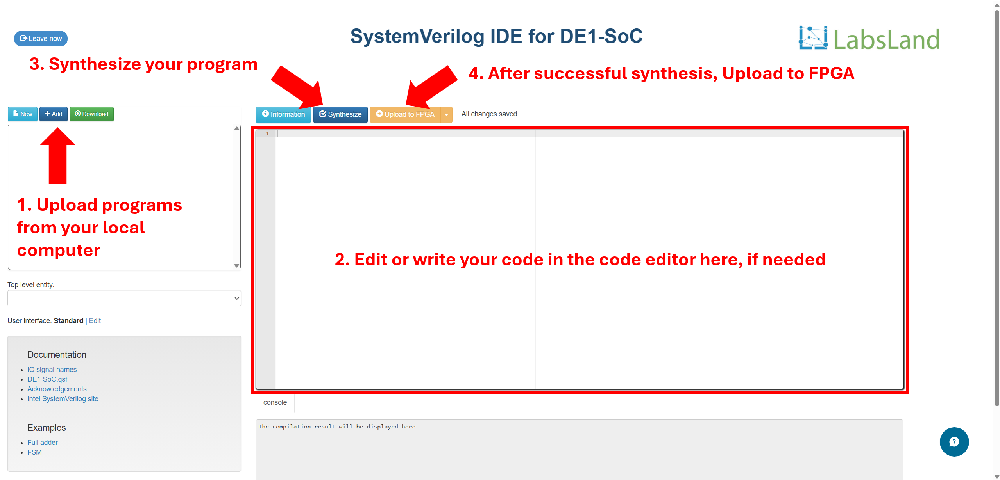 Leave now
SystemVerilog IDE for DE1-SoC
LabsLand
3. Synthesize your program
4. After successful synthesis, Upload to FPGA
New Add Download
Information Synthesize Upload to FPGA All changes saved.
1
1. Upload programs
from your local
computer
2. Edit or write your code in the code editor here, if needed
Top level entity:
User interface: Standard | Edit
Documentation
IO signal names
DE1-SoC.qsf
Acknowledgements
Intel SystemVerilog site
Examples
Full adder
FSM
console
The compilation result will be displayed here
?